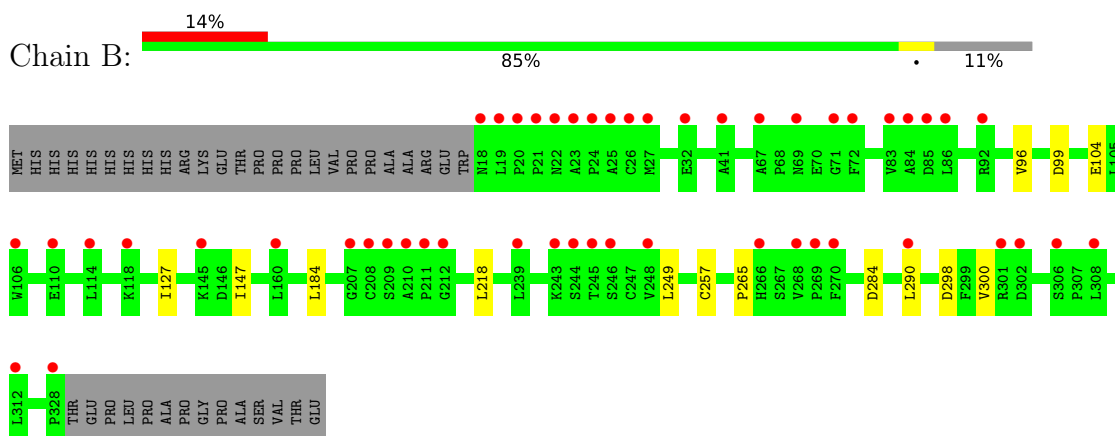 14%
Chain B:
85% • 11%
MET HIS HIS HIS HIS HIS HIS HIS HIS ARG LYS GLU THR PRO PRO PRO LEU VAL PRO PRO ALA ALA ARG GLU TRP N18 L19 P20 P21 N22 A23 P24 A25 C26 M27 E32 A41 A67 P68 N69 E70 G71 F72 V83 A84 D85 L86 R92 V96 D99 E104 L105
W106 E110 L114 K118 I127 K145 D146 I147 L160 L184 G207 C208 S209 A210 P211 G212 L218 L239 K243 S244 T245 S246 C247 V248 L249 C257 P265 H266 S267 V268 P269 F270 D284 L290 D298 F299 V300 R301 D302 S306 P307 L308
L312 P328 THR GLU PRO LEU PRO ALA PRO GLY PRO ALA SER VAL THR GLU